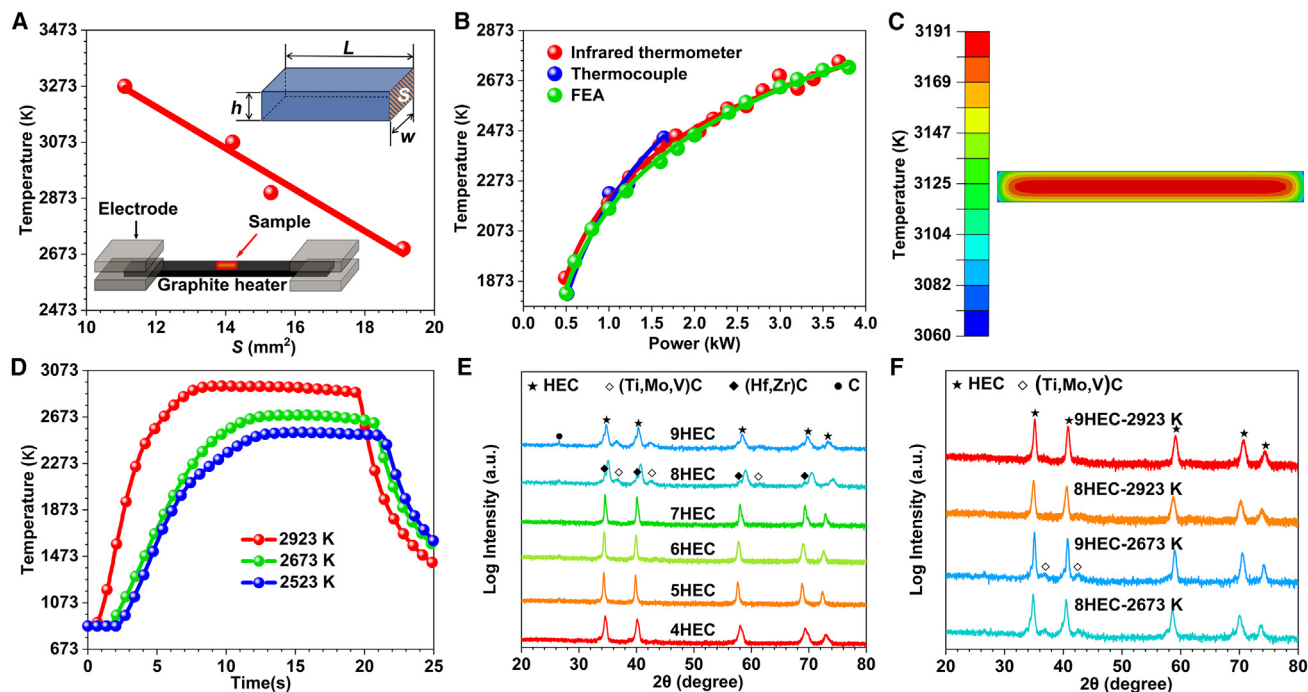 A
3473
3273
3073
2873
2673
2473
Temperature (K)
10 12 14 16 18 20
S (mm²)
L
h
S
w
Electrode
Sample
Graphite heater
B
2873
2673
2473
2273
2073
1873
Temperature (K)
Infrared thermometer
Thermocouple
FEA
0.0 0.5 1.0 1.5 2.0 2.5 3.0 3.5 4.0
Power (kW)
C
Temperature (K)
3191
3169
3147
3125
3104
3082
3060
D
3073
2673
2273
1873
1473
1073
673
Temperature (K)
2923 K
2673 K
2523 K
0 5 10 15 20 25
Time(s)
E
★ HEC ◇ (Ti,Mo,V)C ◆ (Hf,Zr)C ● C
Log Intensity (a.u.)
9HEC
8HEC
7HEC
6HEC
5HEC
4HEC
20 30 40 50 60 70 80
2θ (degree)
F
★ HEC ◇ (Ti,Mo,V)C
Log Intensity (a.u.)
9HEC-2923 K
8HEC-2923 K
9HEC-2673 K
8HEC-2673 K
20 30 40 50 60 70 80
2θ (degree)